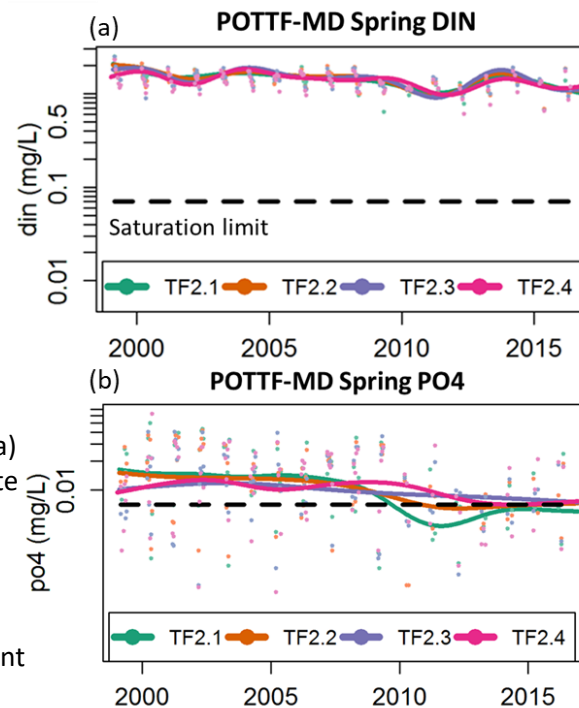 (a)
POTTF-MD Spring DIN
din (mg/L)
0.5
0.1
0.01
Saturation limit
TF2.1 TF2.2 TF2.3 TF2.4
2000 2005 2010 2015
(b)
POTTF-MD Spring PO4
a)
te
po4 (mg/L)
0.01
TF2.1 TF2.2 TF2.3 TF2.4
nt
2000 2005 2010 2015